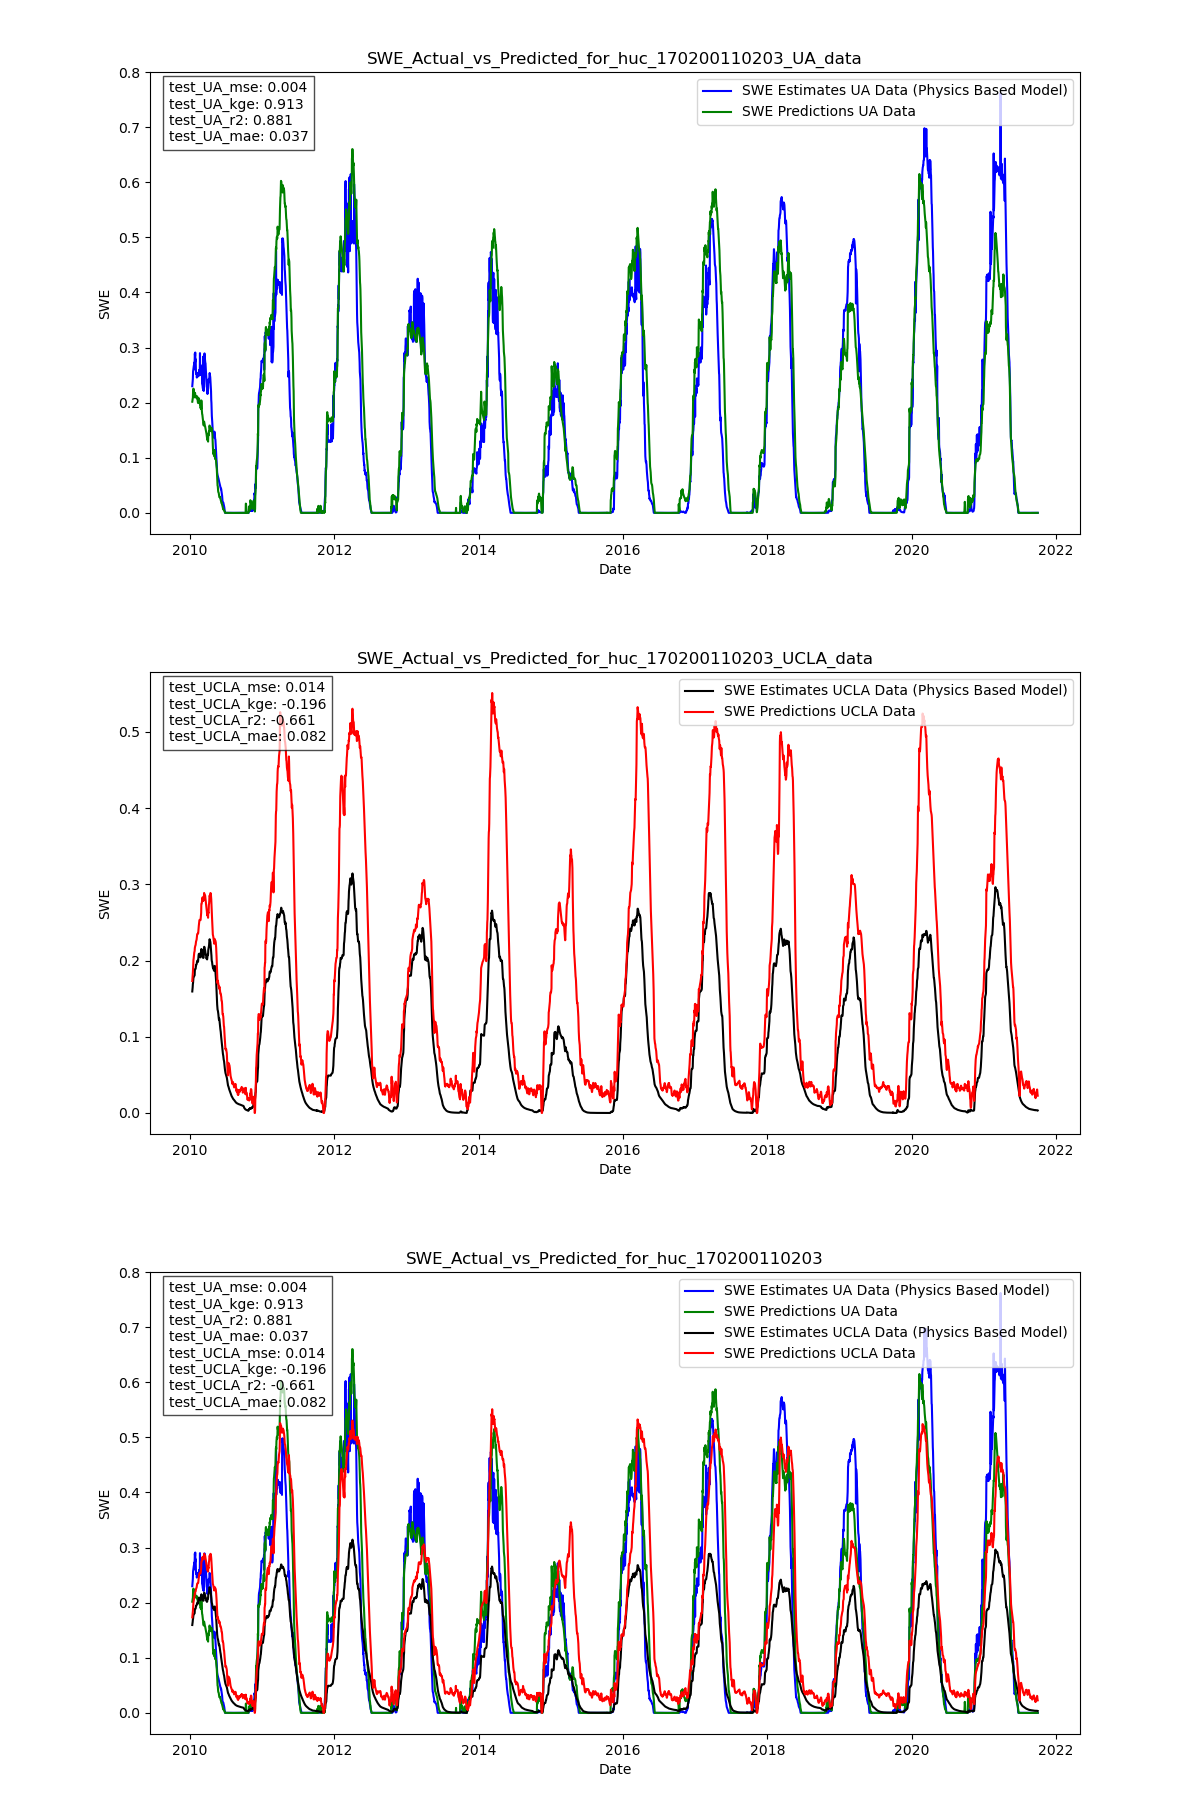 SWE_Actual_vs_Predicted_for_huc_170200110203_UA_data
test_UA_mse: 0.004
test_UA_kge: 0.913
test_UA_r2: 0.881
test_UA_mae: 0.037
SWE Estimates UA Data (Physics Based Model)
SWE Predictions UA Data
0.8
0.7
0.6
0.5
0.4
0.3
0.2
0.1
0.0
SWE
2010 2012 2014 2016 2018 2020 2022
Date
SWE_Actual_vs_Predicted_for_huc_170200110203_UCLA_data
test_UCLA_mse: 0.014
test_UCLA_kge: -0.196
test_UCLA_r2: -0.661
test_UCLA_mae: 0.082
SWE Estimates UCLA Data (Physics Based Model)
SWE Predictions UCLA Data
0.5
0.4
0.3
0.2
0.1
0.0
SWE
2010 2012 2014 2016 2018 2020 2022
Date
SWE_Actual_vs_Predicted_for_huc_170200110203
test_UA_mse: 0.004
test_UA_kge: 0.913
test_UA_r2: 0.881
test_UA_mae: 0.037
test_UCLA_mse: 0.014
test_UCLA_kge: -0.196
test_UCLA_r2: -0.661
test_UCLA_mae: 0.082
SWE Estimates UA Data (Physics Based Model)
SWE Predictions UA Data
SWE Estimates UCLA Data (Physics Based Model)
SWE Predictions UCLA Data
0.8
0.7
0.6
0.5
0.4
0.3
0.2
0.1
0.0
SWE
2010 2012 2014 2016 2018 2020 2022
Date